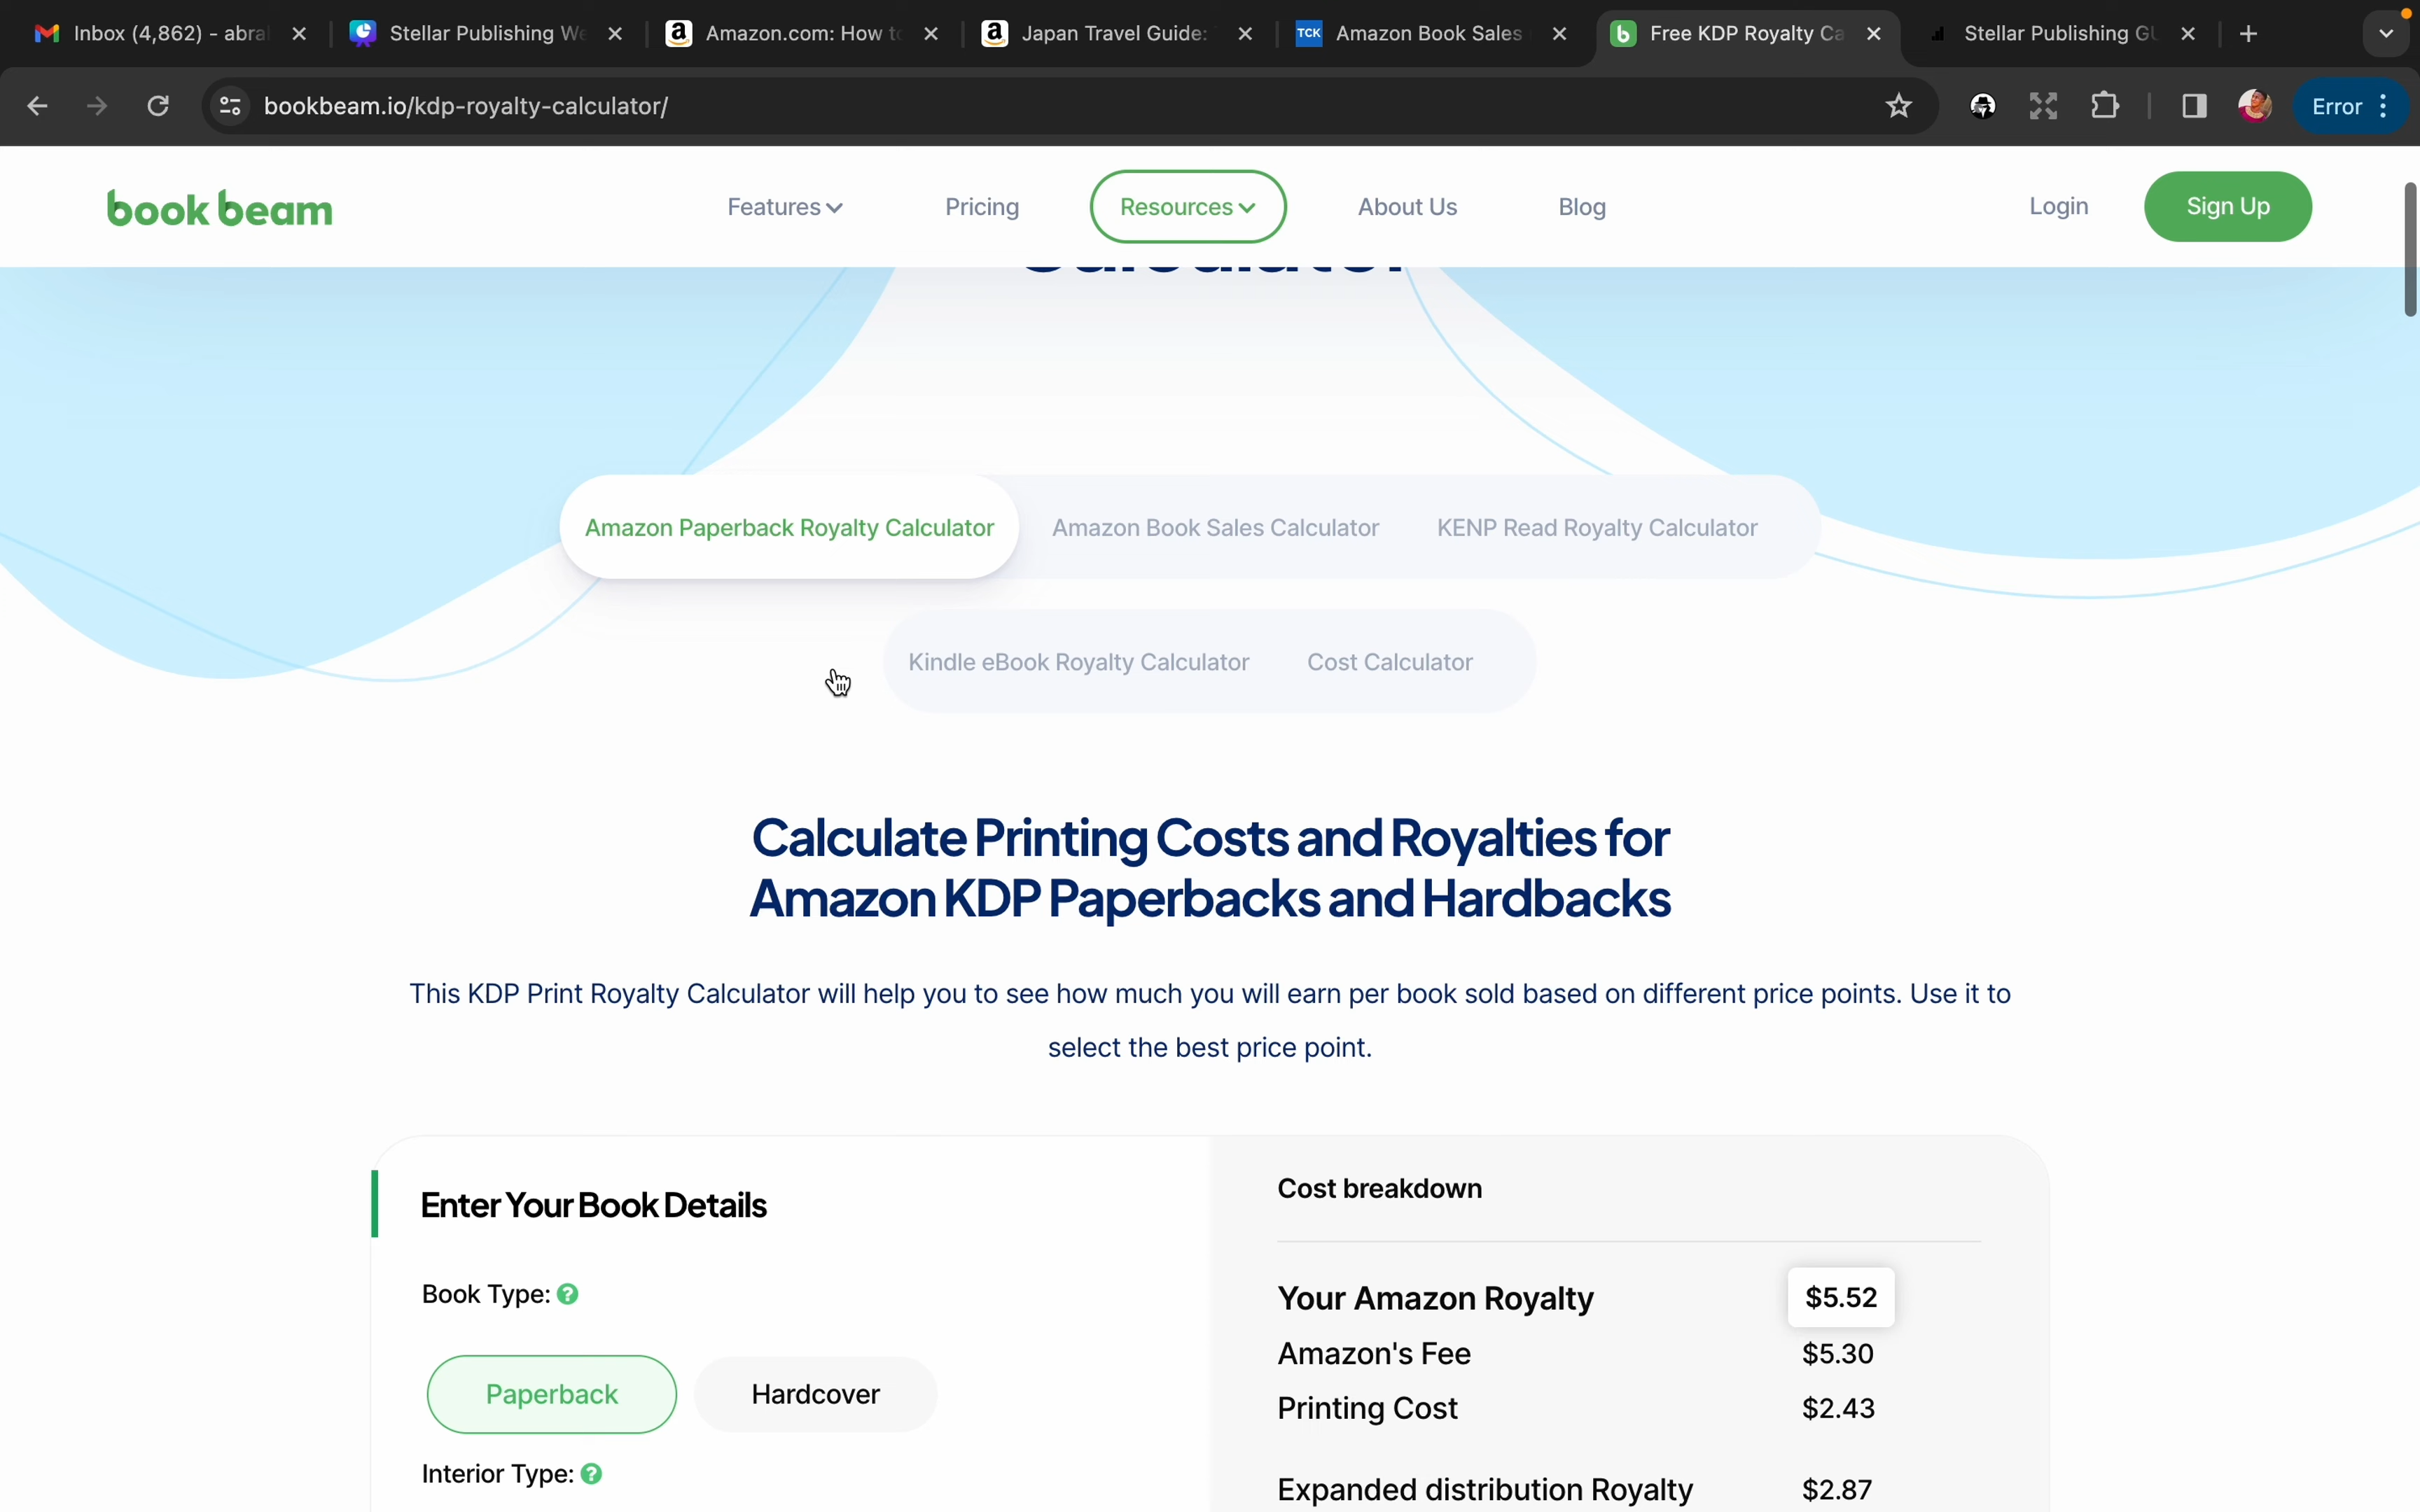 Inbox (4,862) - abra
Stellar Publishing We
Amazon.com: How to
Japan Travel Guide:
TCK
Amazon Book Sales
Free KDP Royalty Ca
Stellar Publishing GU
bookbeam.io/kdp-royalty-calculator/
Error
book beam
Features
Pricing
Resources
About Us
Blog
Login
Sign Up
Calculator
Amazon Paperback Royalty Calculator
Amazon Book Sales Calculator
KENP Read Royalty Calculator
Kindle eBook Royalty Calculator
Cost Calculator
Calculate Printing Costs and Royalties for
Amazon KDP Paperbacks and Hardbacks
This KDP Print Royalty Calculator will help you to see how much you will earn per book sold based on different price points. Use it to
select the best price point.
Enter Your Book Details
Book Type: ?
Paperback
Hardcover
Interior Type: ?
Cost breakdown
Your Amazon Royalty $5.52
Amazon's Fee $5.30
Printing Cost $2.43
Expanded distribution Royalty $2.87